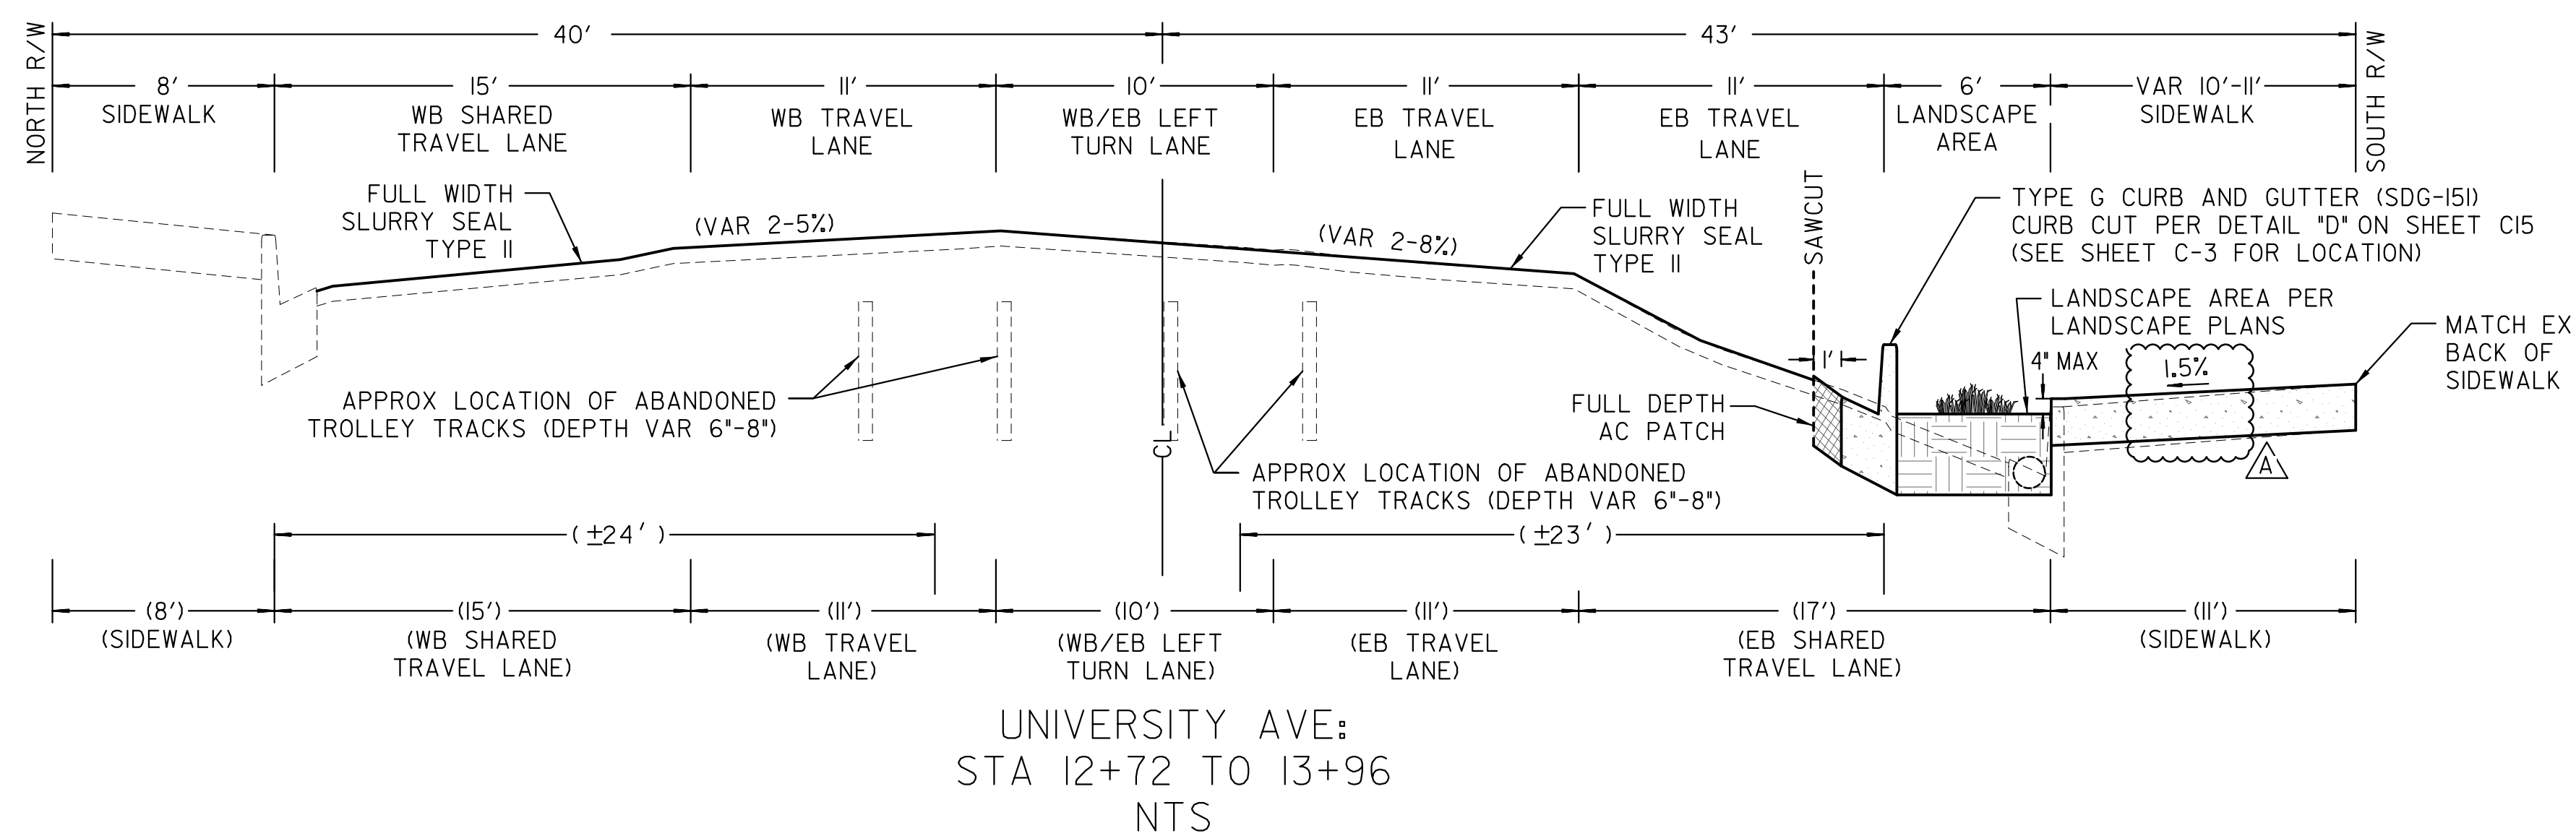 NORTH R/W
40'
43'
SOUTH R/W
8'
SIDEWALK
15'
WB SHARED
TRAVEL LANE
11'
WB TRAVEL
LANE
10'
WB/EB LEFT
TURN LANE
11'
EB TRAVEL
LANE
11'
EB TRAVEL
LANE
6'
LANDSCAPE
AREA
VAR 10'-11'
SIDEWALK
FULL WIDTH
SLURRY SEAL
TYPE II
(VAR 2-5%)
(VAR 2-8%)
FULL WIDTH
SLURRY SEAL
TYPE II
SAWCUT
TYPE G CURB AND GUTTER (SDG-151)
CURB CUT PER DETAIL "D" ON SHEET C15
(SEE SHEET C-3 FOR LOCATION)
LANDSCAPE AREA PER
LANDSCAPE PLANS
MATCH EX
BACK OF
SIDEWALK
1'
4" MAX
1.5%
A
APPROX LOCATION OF ABANDONED
TROLLEY TRACKS (DEPTH VAR 6"-8")
CL
FULL DEPTH
AC PATCH
APPROX LOCATION OF ABANDONED
TROLLEY TRACKS (DEPTH VAR 6"-8")
(±24')
(±23')
(8')
(SIDEWALK)
(15')
(WB SHARED
TRAVEL LANE)
(11')
(WB TRAVEL
LANE)
(10')
(WB/EB LEFT
TURN LANE)
(11')
(EB TRAVEL
LANE)
(17')
(EB SHARED
TRAVEL LANE)
(11')
(SIDEWALK)
UNIVERSITY AVE:
STA 12+72 TO 13+96
NTS